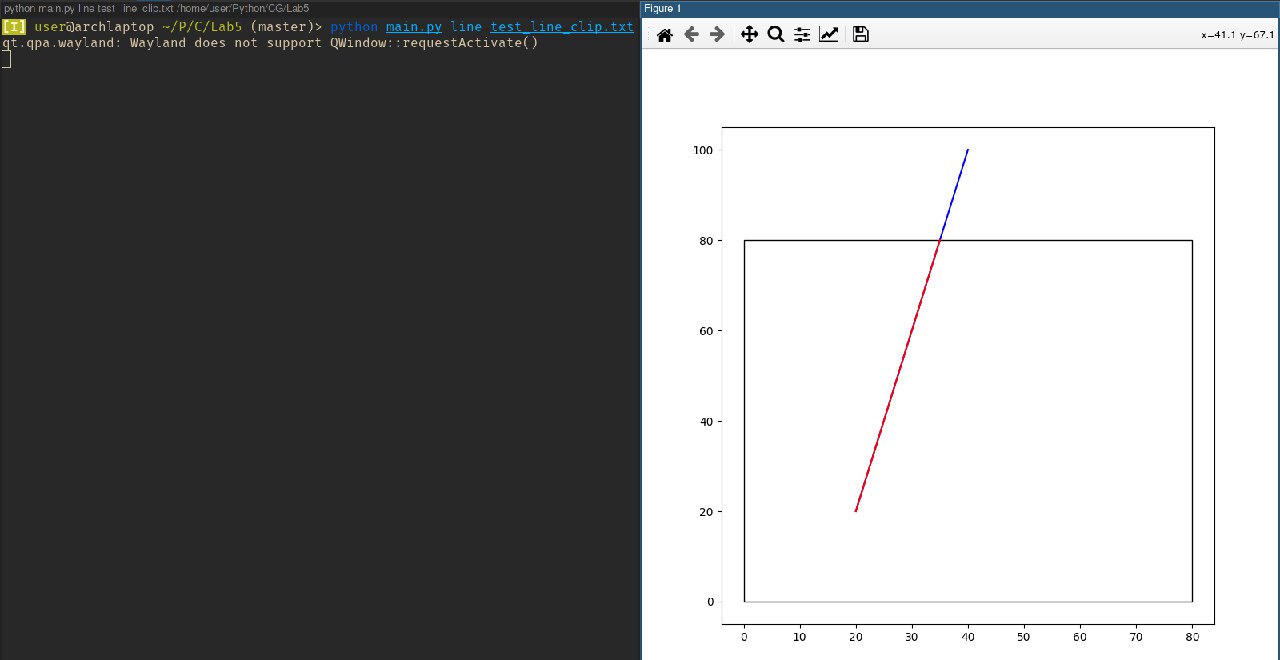 python main.py line test_line_clip.txt /home/user/Python/CG/Lab5
[I] user@archlaptop ~/P/C/Lab5 (master)> python main.py line test_line_clip.txt
qt.qpa.wayland: Wayland does not support QWindow::requestActivate()
Figure 1
x=41.1 y=67.1
100
80
60
40
20
0
0 10 20 30 40 50 60 70 80